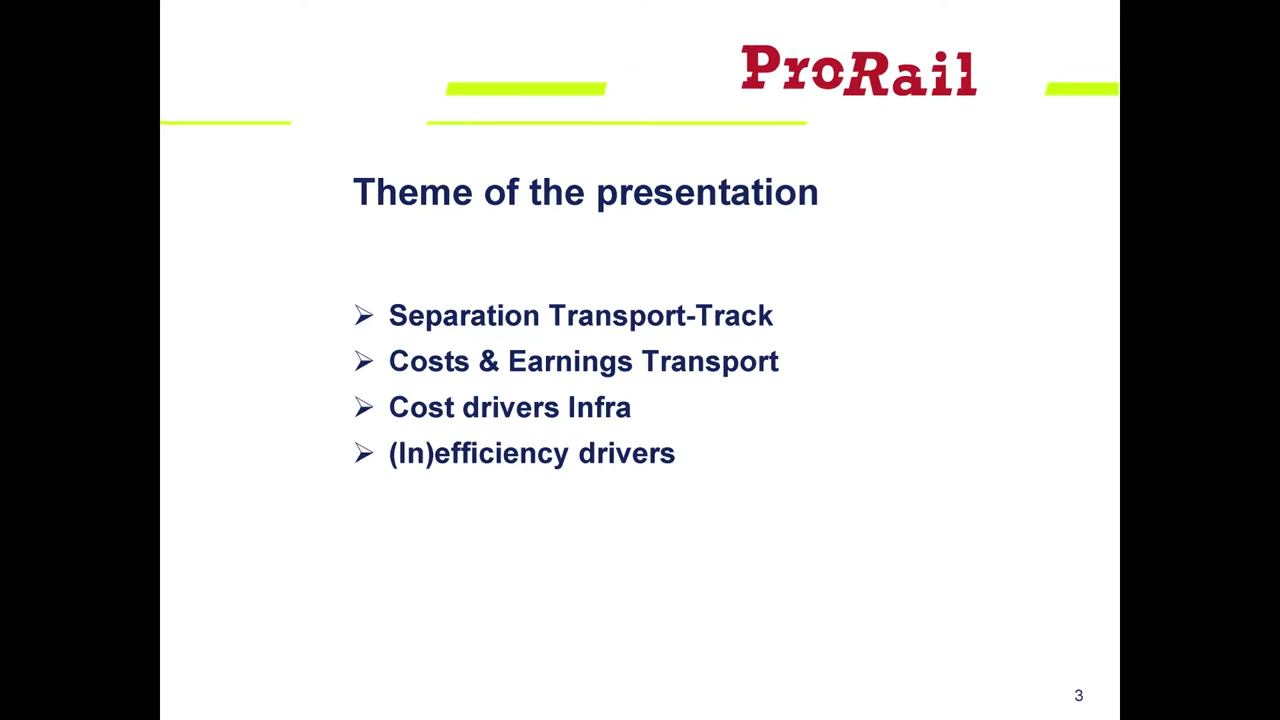 ProRail
Theme of the presentation
➢ Separation Transport-Track
➢ Costs & Earnings Transport
➢ Cost drivers Infra
➢ (In)efficiency drivers
3